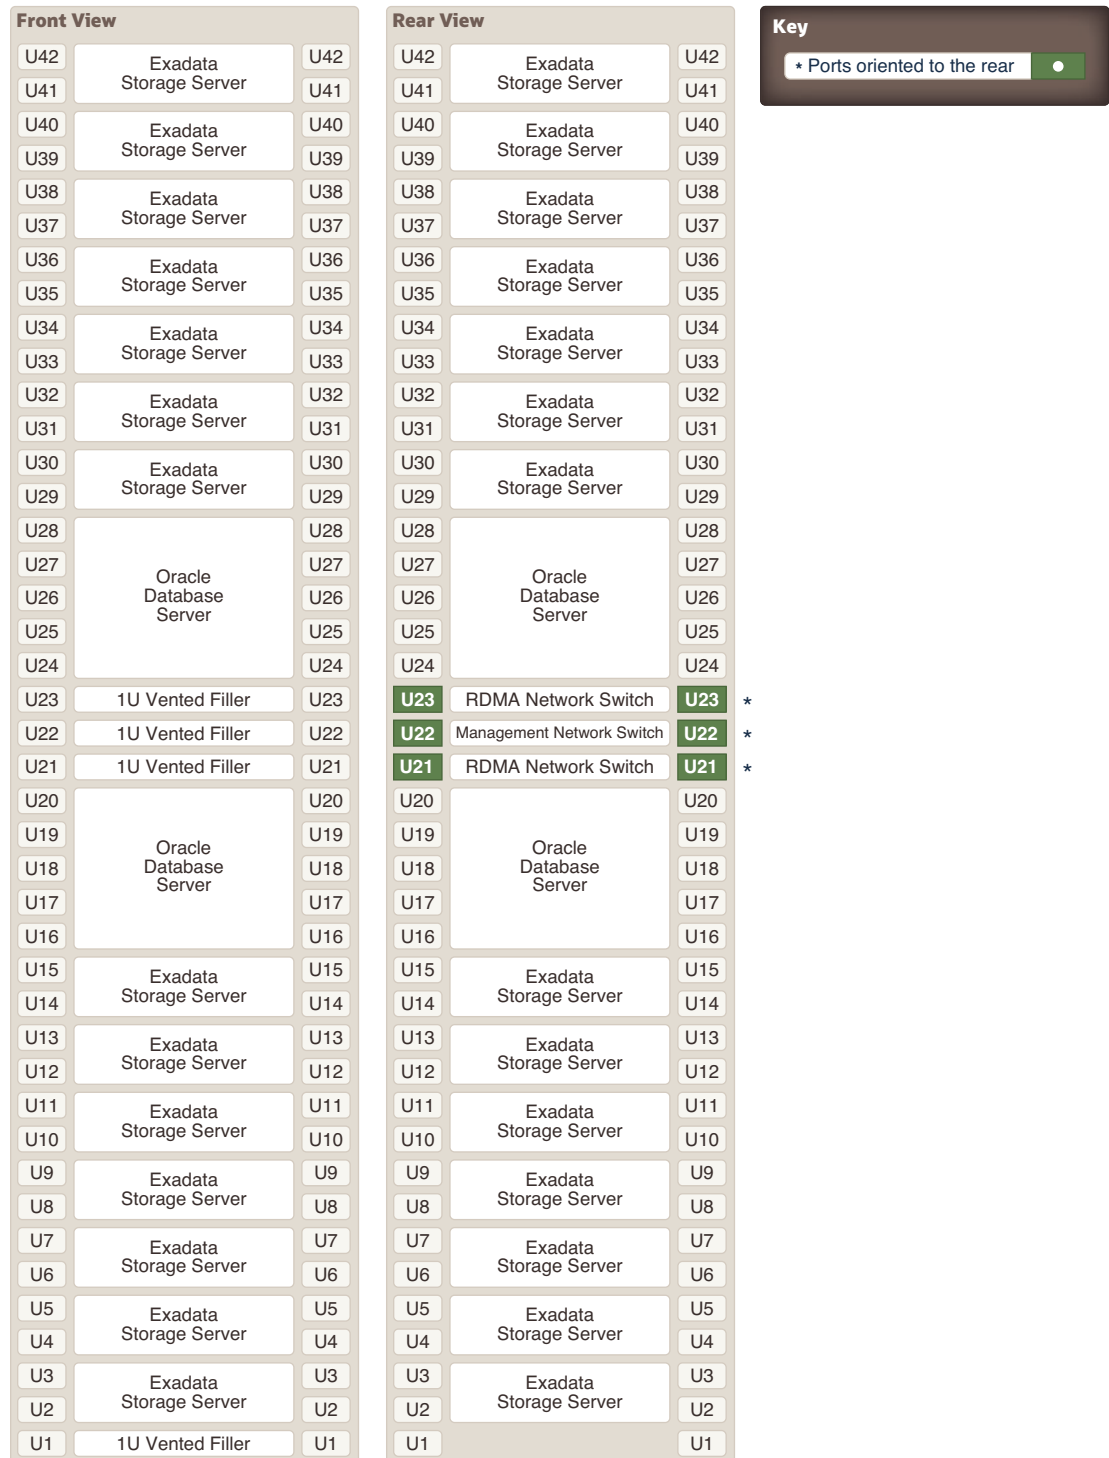 Front View
U42 Exadata Storage Server U42
U41 U41
U40 Exadata Storage Server U40
U39 U39
U38 Exadata Storage Server U38
U37 U37
U36 Exadata Storage Server U36
U35 U35
U34 Exadata Storage Server U34
U33 U33
U32 Exadata Storage Server U32
U31 U31
U30 Exadata Storage Server U30
U29 U29
U28 U28
U27 U27
U26 Oracle Database Server U26
U25 U25
U24 U24
U23 1U Vented Filler U23
U22 1U Vented Filler U22
U21 1U Vented Filler U21
U20 U20
U19 U19
U18 Oracle Database Server U18
U17 U17
U16 U16
U15 Exadata Storage Server U15
U14 U14
U13 Exadata Storage Server U13
U12 U12
U11 Exadata Storage Server U11
U10 U10
U9 Exadata Storage Server U9
U8 U8
U7 Exadata Storage Server U7
U6 U6
U5 Exadata Storage Server U5
U4 U4
U3 Exadata Storage Server U3
U2 U2
U1 1U Vented Filler U1
Rear View
U42 Exadata Storage Server U42
U41 U41
U40 Exadata Storage Server U40
U39 U39
U38 Exadata Storage Server U38
U37 U37
U36 Exadata Storage Server U36
U35 U35
U34 Exadata Storage Server U34
U33 U33
U32 Exadata Storage Server U32
U31 U31
U30 Exadata Storage Server U30
U29 U29
U28 U28
U27 U27
U26 Oracle Database Server U26
U25 U25
U24 U24
U23 RDMA Network Switch U23 *
U22 Management Network Switch U22 *
U21 RDMA Network Switch U21 *
U20 U20
U19 U19
U18 Oracle Database Server U18
U17 U17
U16 U16
U15 Exadata Storage Server U15
U14 U14
U13 Exadata Storage Server U13
U12 U12
U11 Exadata Storage Server U11
U10 U10
U9 Exadata Storage Server U9
U8 U8
U7 Exadata Storage Server U7
U6 U6
U5 Exadata Storage Server U5
U4 U4
U3 Exadata Storage Server U3
U2 U2
U1 U1
Key
* Ports oriented to the rear